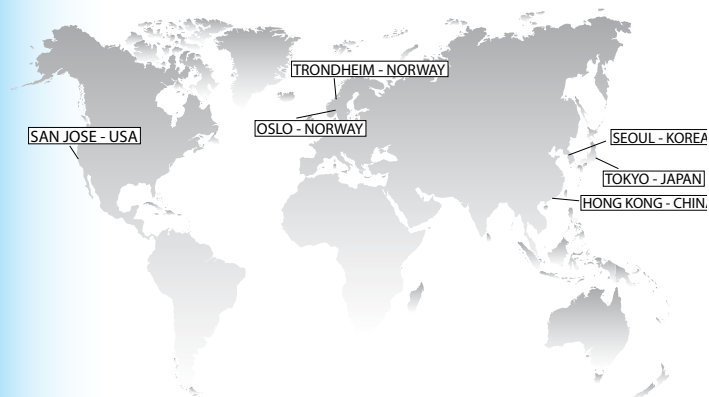 TRONDHEIM - NORWAY
OSLO - NORWAY
SAN JOSE - USA
SEOUL - KOREA
TOKYO - JAPAN
HONG KONG - CHINA